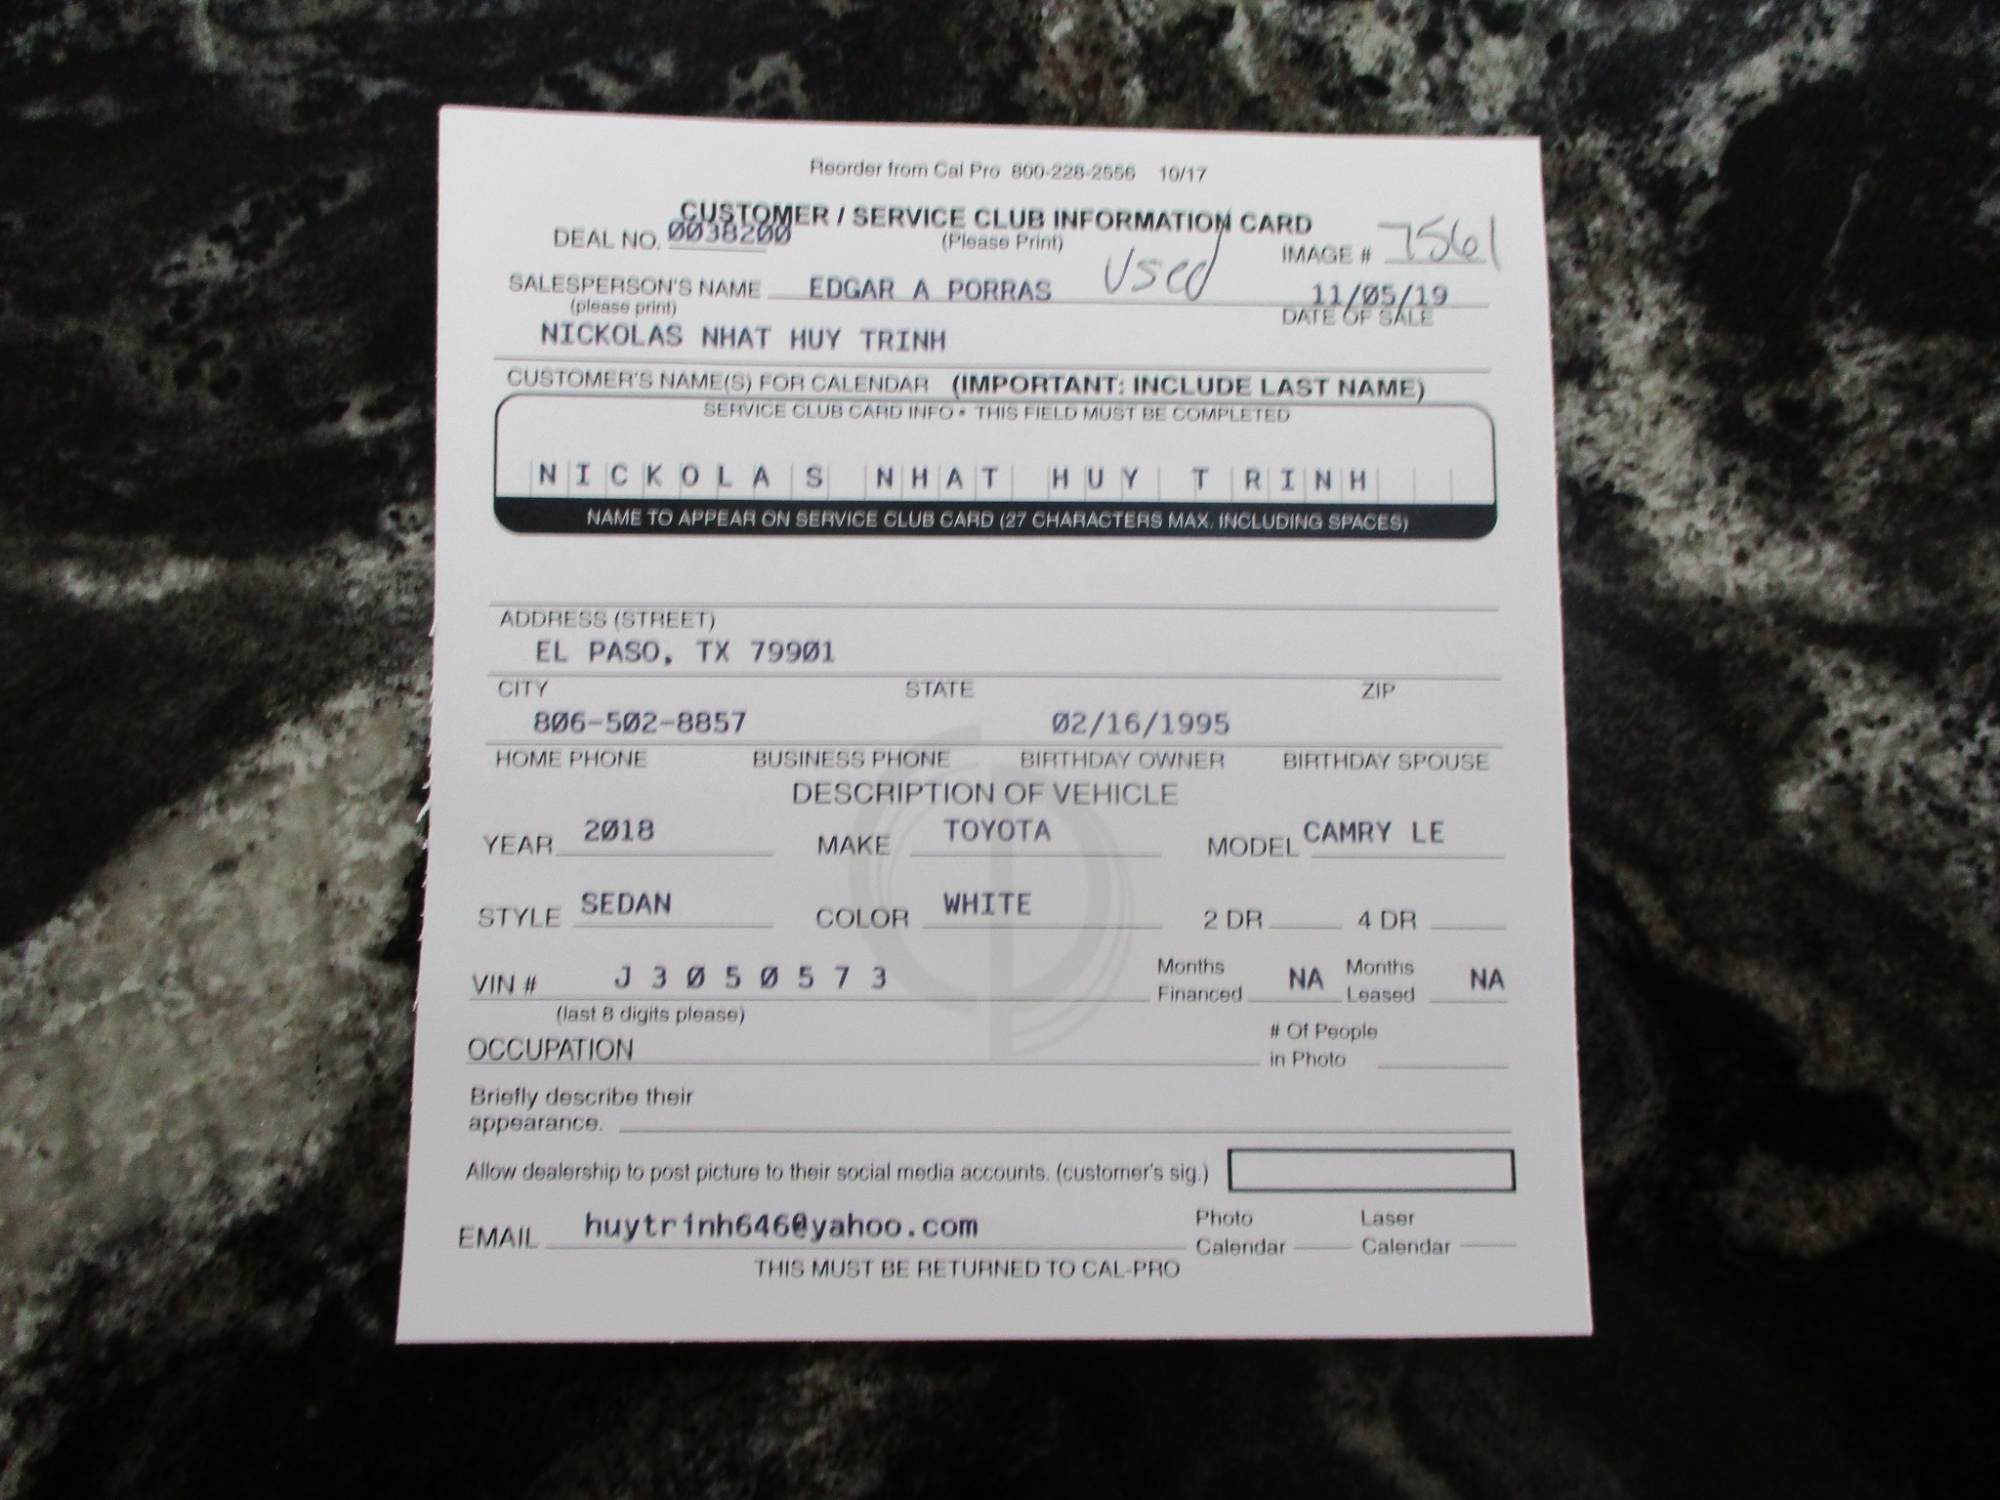 Reorder from Cal Pro 800-228-2556 10/17
CUSTOMER / SERVICE CLUB INFORMATION CARD
DEAL NO. 0038200 (Please Print) Used IMAGE # 7561
SALESPERSON'S NAME EDGAR A PORRAS 11/05/19
(please print) DATE OF SALE
NICKOLAS NHAT HUY TRINH
CUSTOMER'S NAME(S) FOR CALENDAR (IMPORTANT: INCLUDE LAST NAME)
SERVICE CLUB CARD INFO • THIS FIELD MUST BE COMPLETED
NICKOLAS NHAT HUY TRINH
NAME TO APPEAR ON SERVICE CLUB CARD (27 CHARACTERS MAX. INCLUDING SPACES)
ADDRESS (STREET)
EL PASO, TX 79901
CITY STATE ZIP
806-502-8857 02/16/1995
HOME PHONE BUSINESS PHONE BIRTHDAY OWNER BIRTHDAY SPOUSE
DESCRIPTION OF VEHICLE
YEAR 2018 MAKE TOYOTA MODEL CAMRY LE
STYLE SEDAN COLOR WHITE 2 DR 4 DR
VIN # J3050573 Months Financed NA Months Leased NA
(last 8 digits please)
OCCUPATION # Of People in Photo
Briefly describe their
appearance.
Allow dealership to post picture to their social media accounts. (customer's sig.)
EMAIL huytrinh646@yahoo.com Photo Calendar Laser Calendar
THIS MUST BE RETURNED TO CAL-PRO